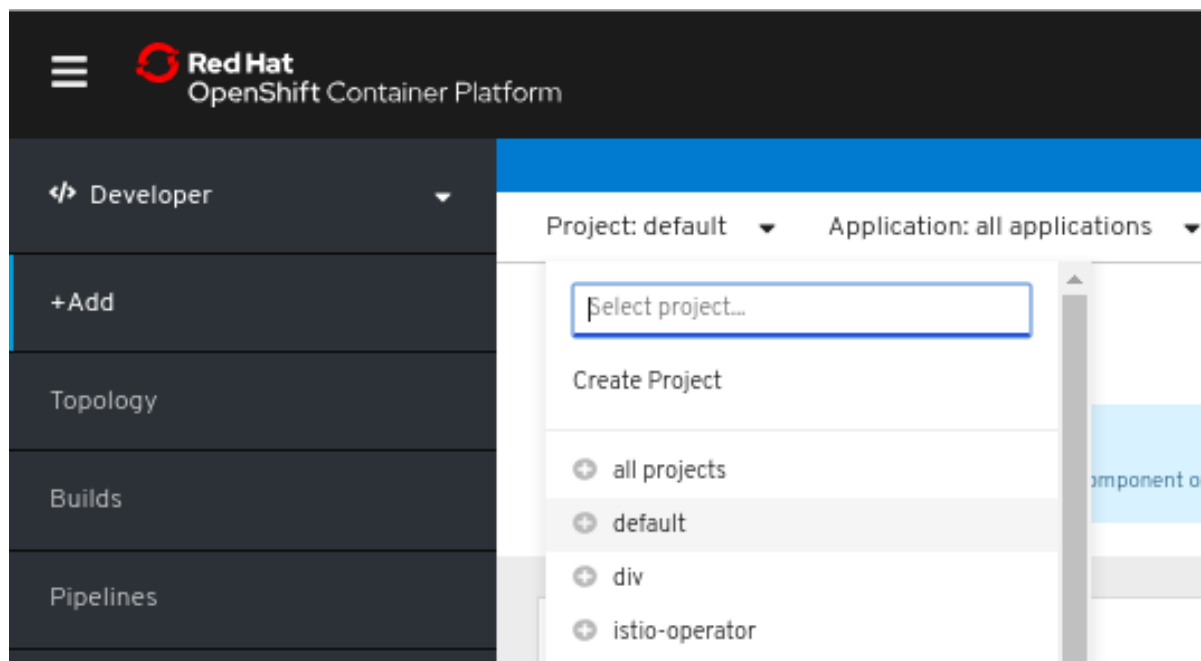 Red Hat
OpenShift Container Platform
</> Developer
Project: default
Application: all applications
+Add
Select project...
Create Project
Topology
all projects
default
Builds
div
Pipelines
istio-operator